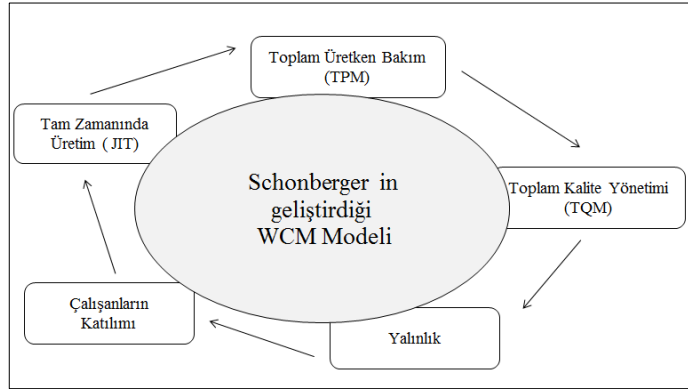 Toplam Üretken Bakım
(TPM)
Tam Zamanında
Üretim ( JIT)
Schonberger in
geliştirdiği
WCM Modeli
Toplam Kalite Yönetimi
(TQM)
Çalışanların
Katılımı
Yalınlık